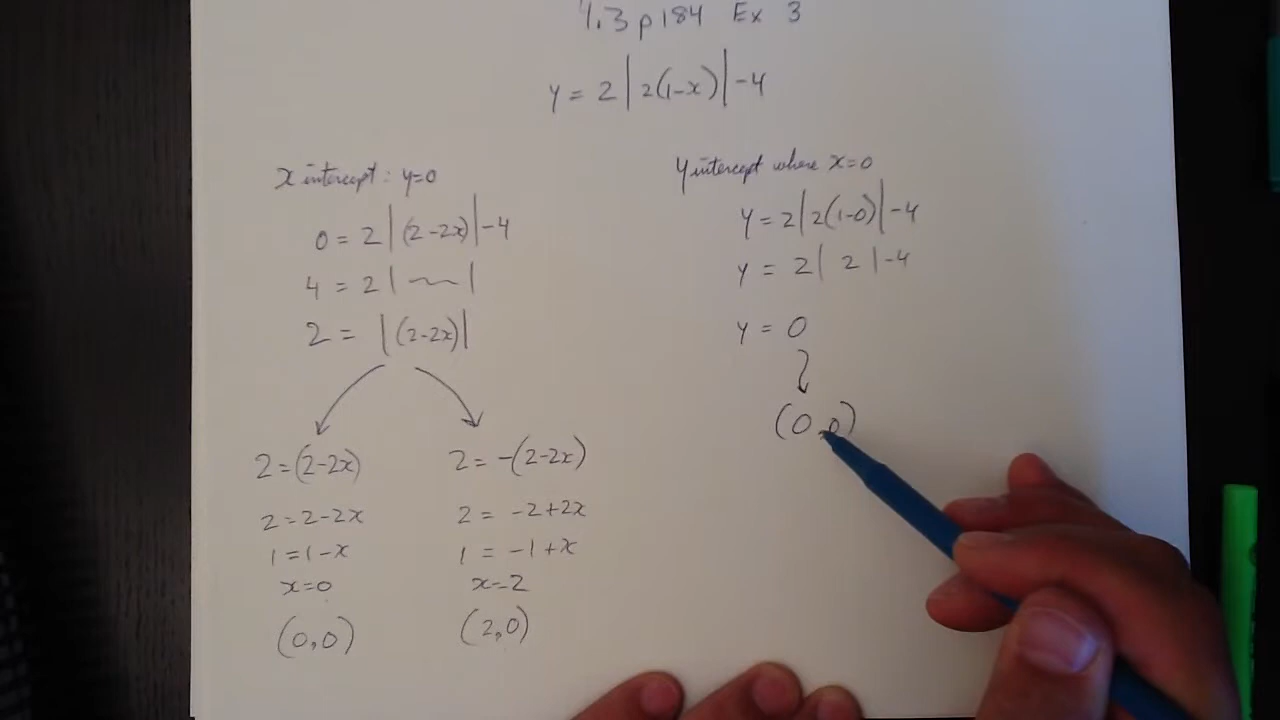 4.3 p184 Ex 3
y = 2|2(1-x)|-4
x intercept : y=0
0 = 2|(2-2x)|-4
4 = 2|~~|
2 = |(2-2x)|
2=(2-2x)
2=2-2x
1=1-x
x=0
(0,0)
2=-(2-2x)
2= -2+2x
1 = -1+x
x=2
(2,0)
y intercept where x=0
y = 2|2(1-0)|-4
y = 2| 2 |-4
y = 0
(0,0)